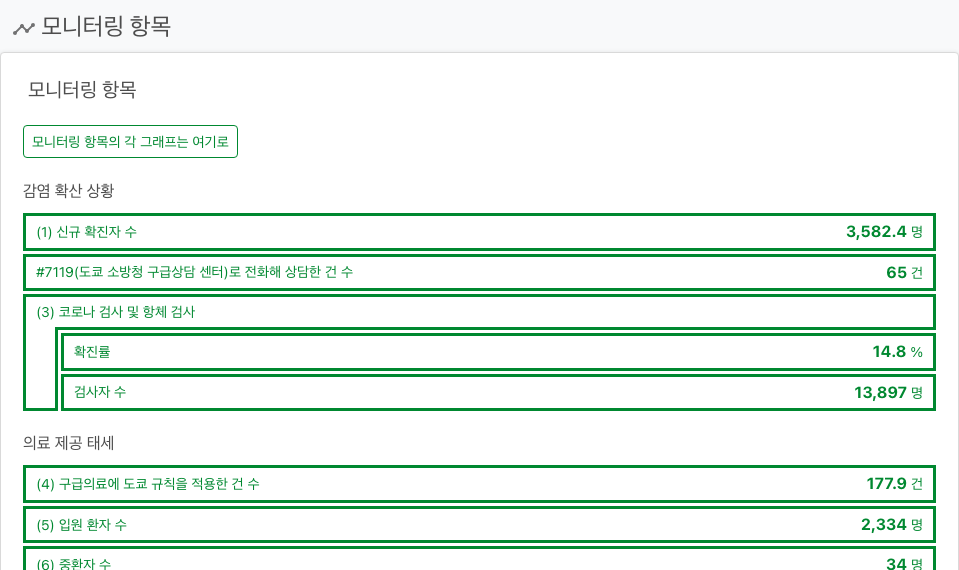 모니터링 항목
모니터링 항목
모니터링 항목의 각 그래프는 여기로
감염 확산 상황
(1) 신규 확진자 수 3,582.4 명
#7119(도쿄 소방청 구급상담 센터)로 전화해 상담한 건 수 65 건
(3) 코로나 검사 및 항체 검사
확진률 14.8 %
검사자 수 13,897 명
의료 제공 태세
(4) 구급의료에 도쿄 규칙을 적용한 건 수 177.9 건
(5) 입원 환자 수 2,334 명
(6) 중환자 수 34 명